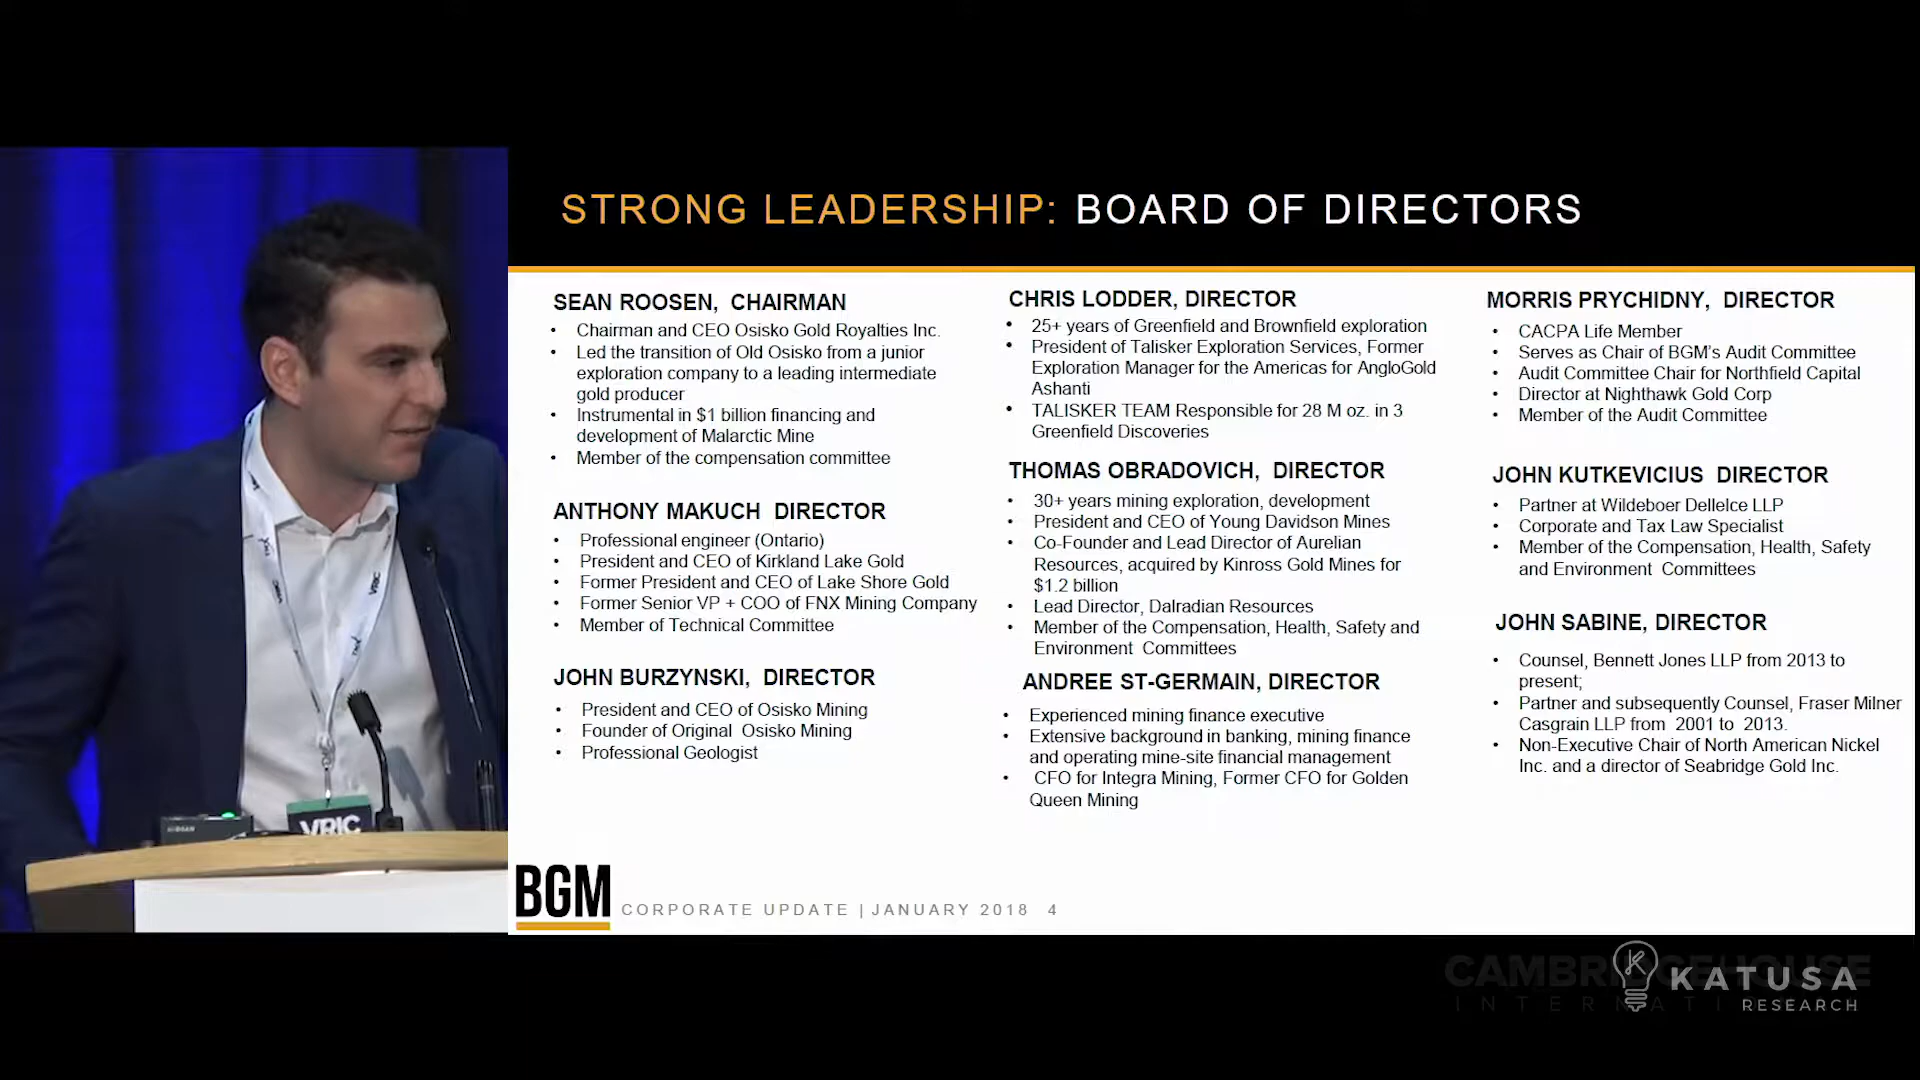 STRONG LEADERSHIP: BOARD OF DIRECTORS
SEAN ROOSEN, CHAIRMAN
• Chairman and CEO Osisko Gold Royalties Inc.
• Led the transition of Old Osisko from a junior
exploration company to a leading intermediate
gold producer
• Instrumental in $1 billion financing and
development of Malarctic Mine
• Member of the compensation committee
ANTHONY MAKUCH DIRECTOR
• Professional engineer (Ontario)
• President and CEO of Kirkland Lake Gold
• Former President and CEO of Lake Shore Gold
• Former Senior VP + COO of FNX Mining Company
• Member of Technical Committee
JOHN BURZYNSKI, DIRECTOR
• President and CEO of Osisko Mining
• Founder of Original Osisko Mining
• Professional Geologist
CHRIS LODDER, DIRECTOR
• 25+ years of Greenfield and Brownfield exploration
• President of Talisker Exploration Services, Former
Exploration Manager for the Americas for AngloGold
Ashanti
• TALISKER TEAM Responsible for 28 M oz. in 3
Greenfield Discoveries
THOMAS OBRADOVICH, DIRECTOR
• 30+ years mining exploration, development
• President and CEO of Young Davidson Mines
• Co-Founder and Lead Director of Aurelian
Resources, acquired by Kinross Gold Mines for
$1.2 billion
• Lead Director, Dalradian Resources
• Member of the Compensation, Health, Safety and
Environment Committees
ANDREE ST-GERMAIN, DIRECTOR
• Experienced mining finance executive
• Extensive background in banking, mining finance
and operating mine-site financial management
• CFO for Integra Mining, Former CFO for Golden
Queen Mining
MORRIS PRYCHIDNY, DIRECTOR
• CACPA Life Member
• Serves as Chair of BGM's Audit Committee
• Audit Committee Chair for Northfield Capital
• Director at Nighthawk Gold Corp
• Member of the Audit Committee
JOHN KUTKEVICIUS DIRECTOR
• Partner at Wildeboer Dellelce LLP
• Corporate and Tax Law Specialist
• Member of the Compensation, Health, Safety
and Environment Committees
JOHN SABINE, DIRECTOR
• Counsel, Bennett Jones LLP from 2013 to
present;
• Partner and subsequently Counsel, Fraser Milner
Casgrain LLP from 2001 to 2013.
• Non-Executive Chair of North American Nickel
Inc. and a director of Seabridge Gold Inc.
VRIC
VRIC
VRIC
BGM
CORPORATE UPDATE | JANUARY 2018 4
KATUSA
RESEARCH